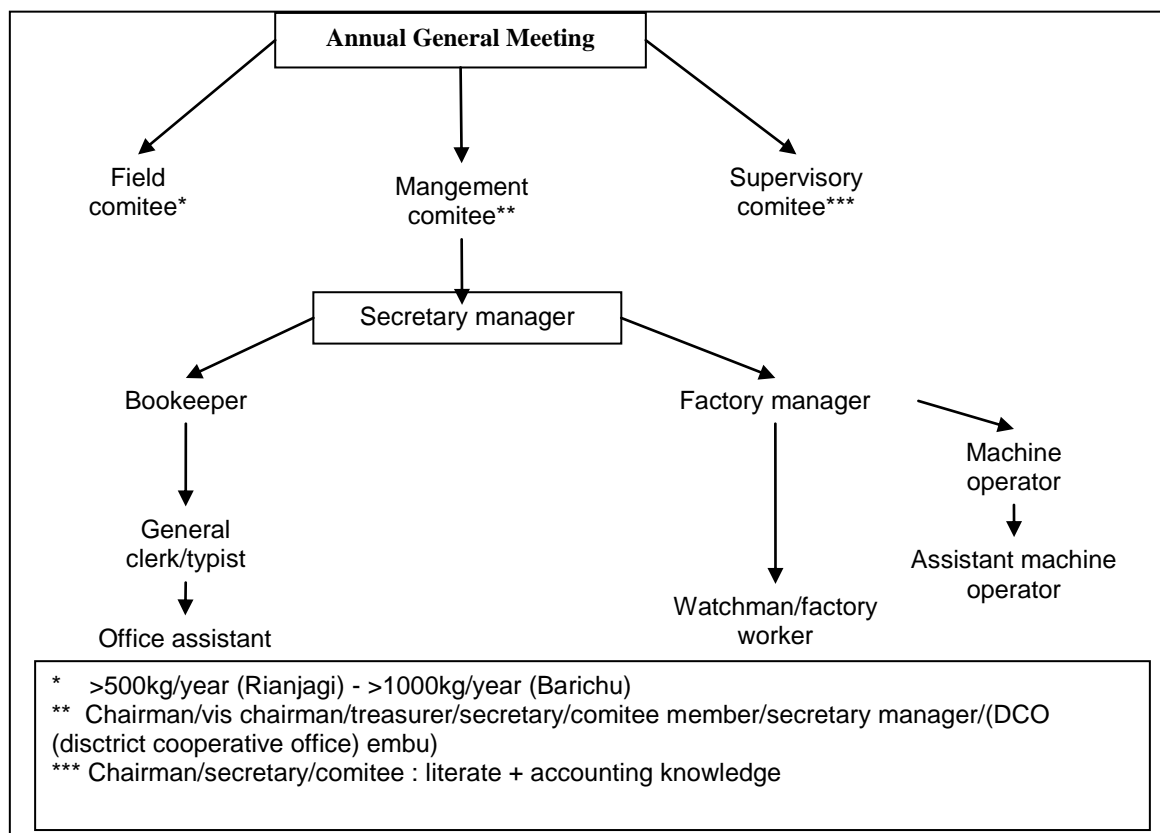 Annual General Meeting
Field
comitee*
Mangement
comitee**
Supervisory
comitee***
Secretary manager
Bookeeper
Factory manager
Machine
operator
General
clerk/typist
Assistant machine
operator
Watchman/factory
worker
Office assistant
* >500kg/year (Rianjagi) - >1000kg/year (Barichu)
** Chairman/vis chairman/treasurer/secretary/comitee member/secretary manager/(DCO
(disctrict cooperative office) embu)
*** Chairman/secretary/comitee : literate + accounting knowledge